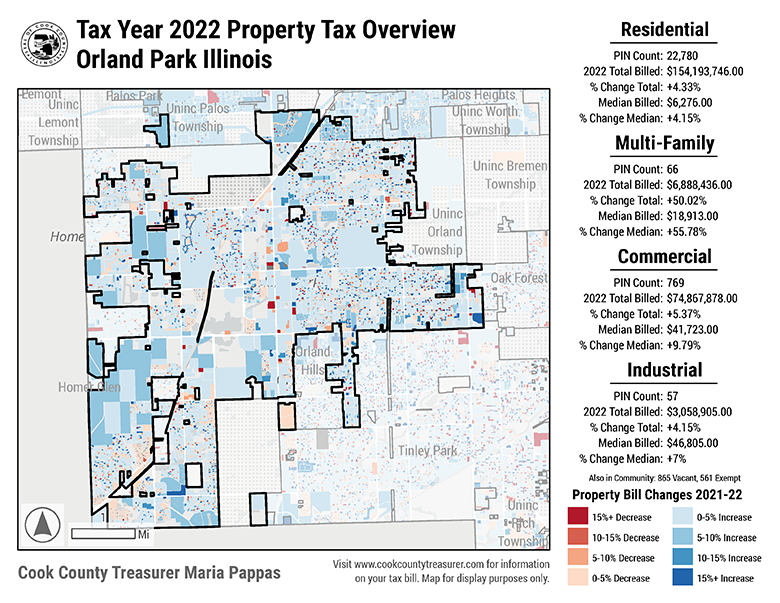 Tax Year 2022 Property Tax Overview
Orland Park Illinois
Lemont
Palos Park
Palos Heights
Uninc
Lemont
Township
Uninc Palos
Township
Uninc Worth
Township
Uninc Bremen
Township
Uninc
Orland
Township
Home
Oak Forest
Orland
Hills
Homer Glen
Tinley Park
Uninc
Rich
Township
Mi
Residential
PIN Count: 22,780
2022 Total Billed: $154,193,746.00
% Change Total: +4.33%
Median Billed: $6,276.00
% Change Median: +4.15%
Multi-Family
PIN Count: 66
2022 Total Billed: $6,888,436.00
% Change Total: +50.02%
Median Billed: $18,913.00
% Change Median: +55.78%
Commercial
PIN Count: 769
2022 Total Billed: $74,867,878.00
% Change Total: +5.37%
Median Billed: $41,723.00
% Change Median: +9.79%
Industrial
PIN Count: 57
2022 Total Billed: $3,058,905.00
% Change Total: +4.15%
Median Billed: $46,805.00
% Change Median: +7%
Also in Community: 865 Vacant, 561 Exempt
Property Bill Changes 2021-22
15%+ Decrease
0-5% Increase
10-15% Decrease
5-10% Increase
5-10% Decrease
10-15% Increase
0-5% Decrease
15%+ Increase
Cook County Treasurer Maria Pappas
Visit www.cookcountytreasurer.com for information
on your tax bill. Map for display purposes only.